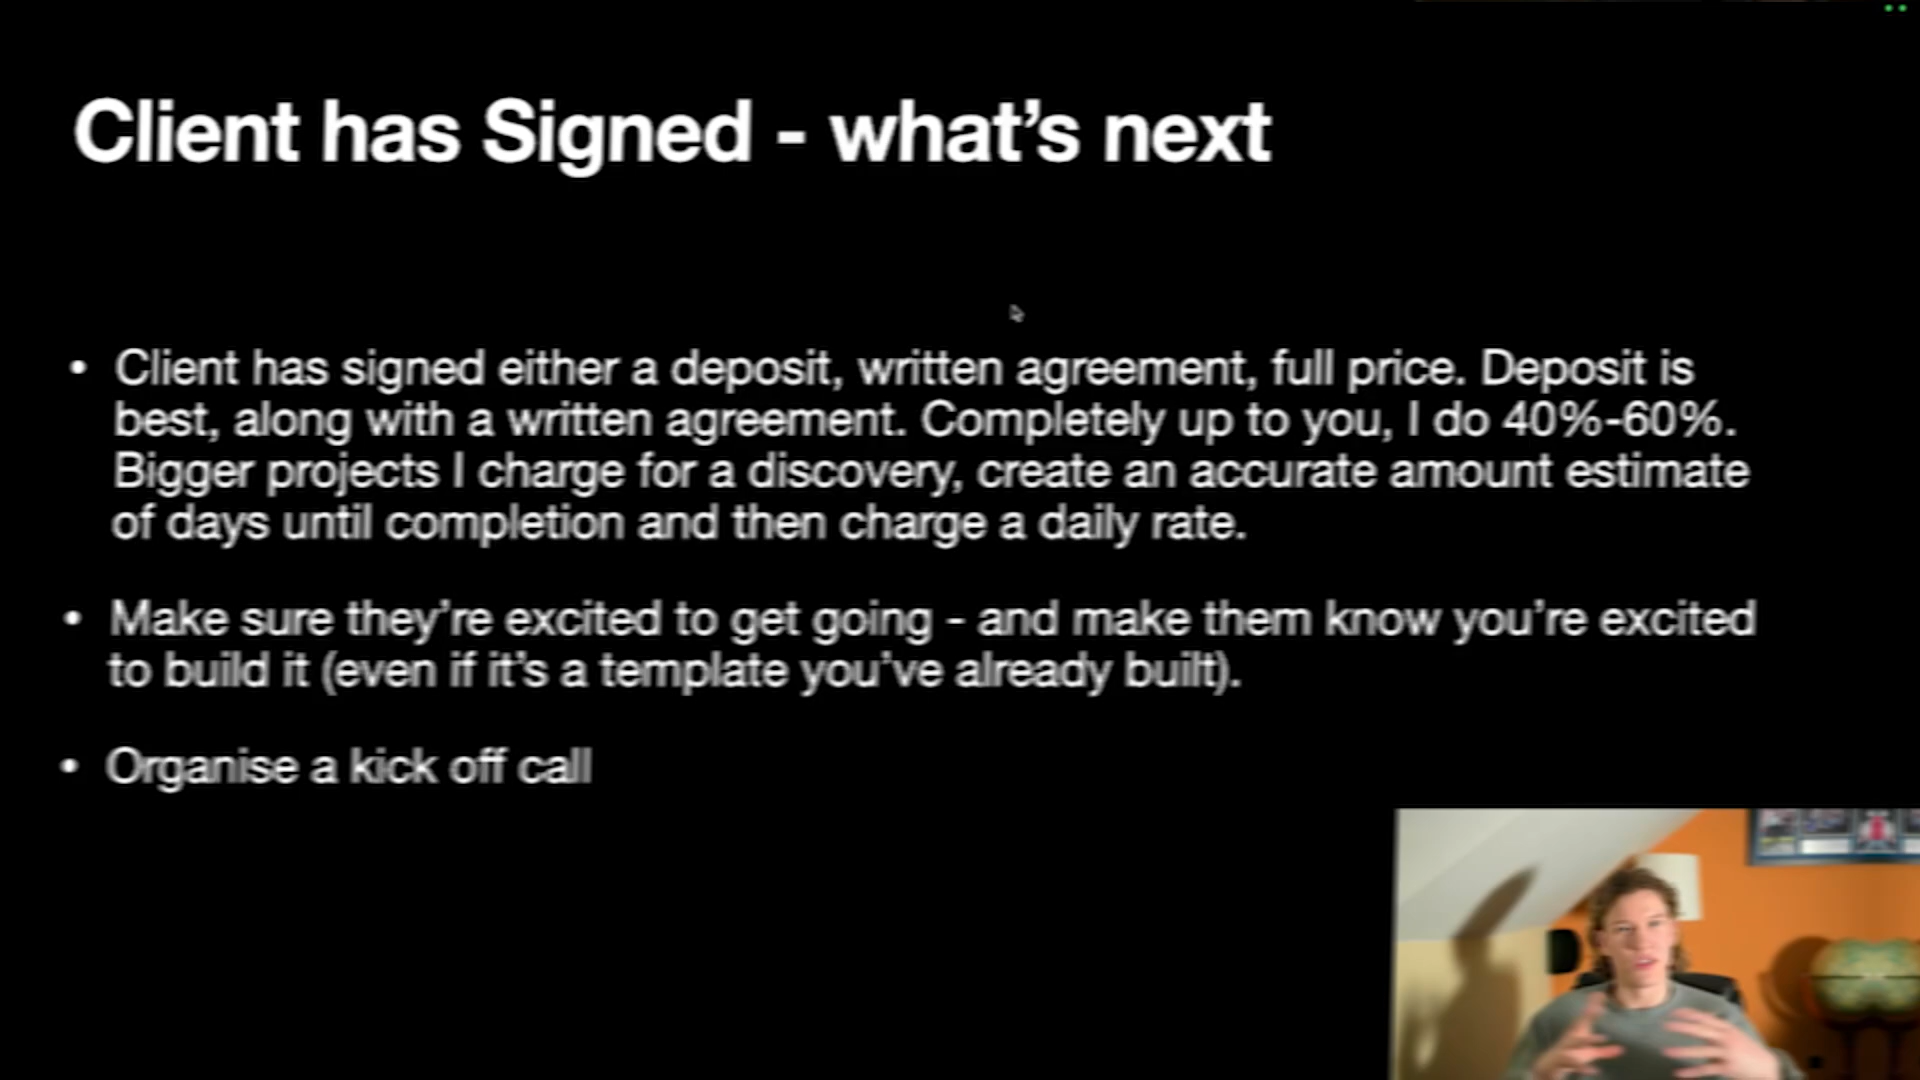 Client has Signed - what's next
• Client has signed either a deposit, written agreement, full price. Deposit is
best, along with a written agreement. Completely up to you, I do 40%-60%.
Bigger projects I charge for a discovery, create an accurate amount estimate
of days until completion and then charge a daily rate.
• Make sure they're excited to get going - and make them know you're excited
to build it (even if it's a template you've already built).
• Organise a kick off call